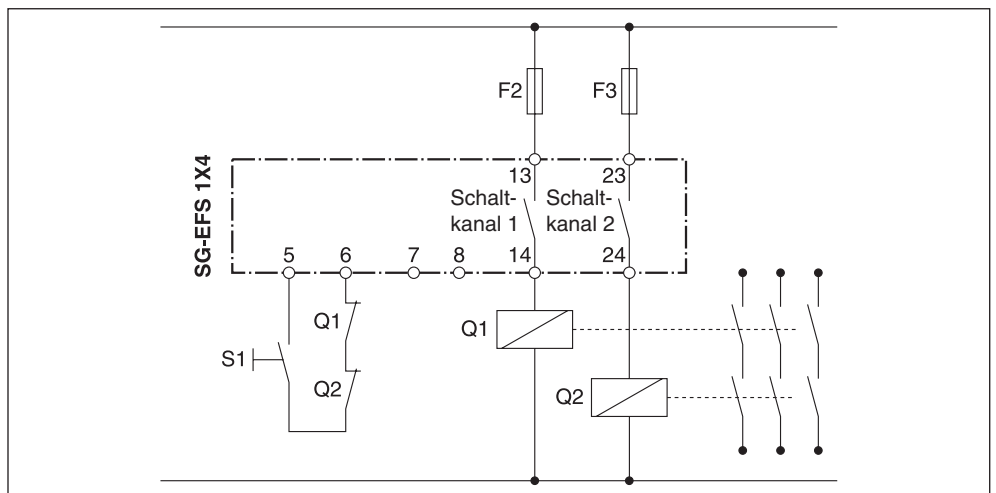 F2 F3
SG-EFS 1X4
13 23
Schalt-
kanal 1
Schalt-
kanal 2
5 6 7 8 14 24
Q1
Q1
S1
Q2
Q2